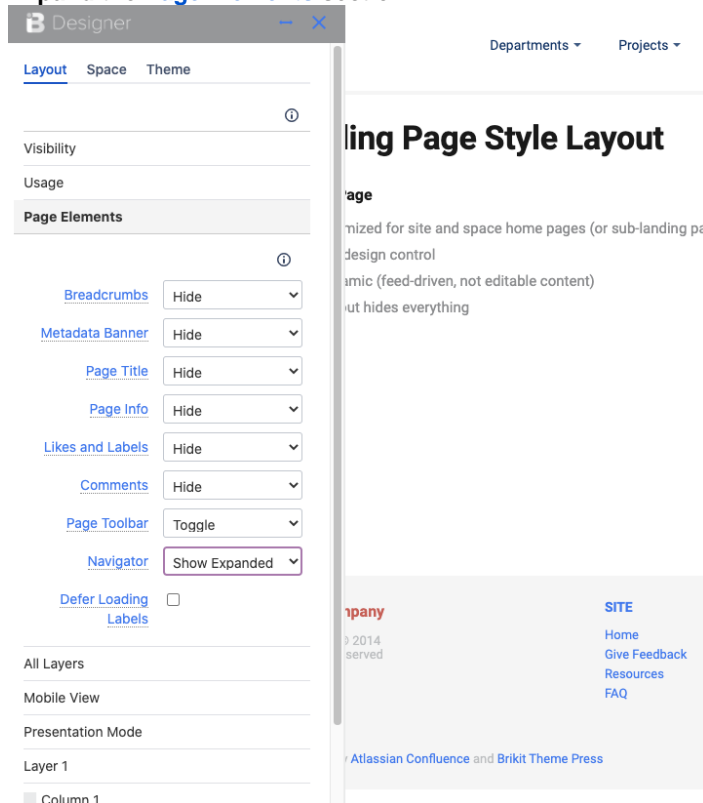 Designer
Departments
Projects
Layout Space Theme
ling Page Style Layout
Visibility
Usage
Page Elements
Breadcrumbs Hide
Metadata Banner Hide
Page Title Hide
Page Info Hide
Likes and Labels Hide
Comments Hide
Page Toolbar Toggle
Navigator Show Expanded
Defer Loading
Labels
All Layers
Mobile View
Presentation Mode
Layer 1
Column 1
age
mized for site and space home pages (or sub-landing pa
design control
amic (feed-driven, not editable content)
out hides everything
mpany
© 2014
served
SITE
Home
Give Feedback
Resources
FAQ
Atlassian Confluence and Brikit Theme Press